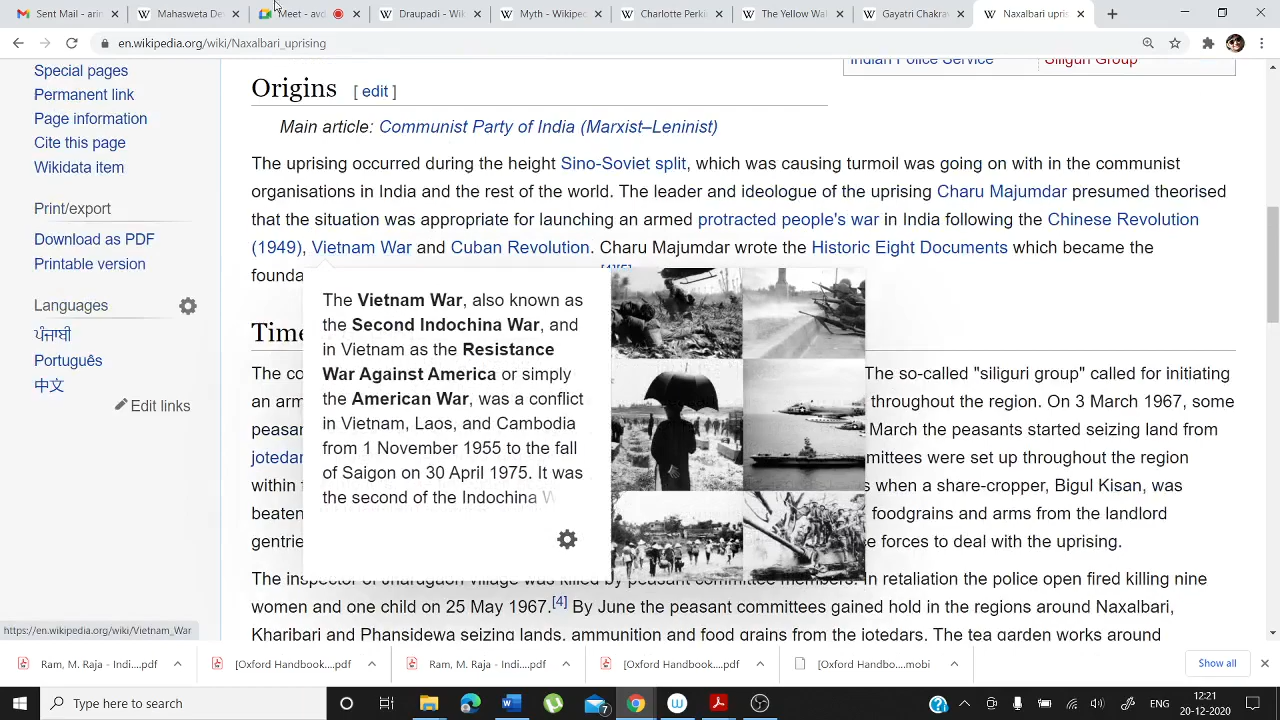 Sent Mail - arin
Mahasweta De
Meet - avd
Draupadi - Wik
Myth - Wikiped
Charlotte Perki
The Yellow Wal
Gayatri Chakra
Naxalbari upris
en.wikipedia.org/wiki/Naxalbari_uprising
Special pages
Permanent link
Page information
Cite this page
Wikidata item
Print/export
Download as PDF
Printable version
Languages
ਪੰਜਾਬੀ
Português
中文
Edit links
Indian Police Service Siliguri Group
Origins [ edit ]
Main article: Communist Party of India (Marxist–Leninist)
The uprising occurred during the height Sino-Soviet split, which was causing turmoil was going on with in the communist
organisations in India and the rest of the world. The leader and ideologue of the uprising Charu Majumdar presumed theorised
that the situation was appropriate for launching an armed protracted people's war in India following the Chinese Revolution
(1949), Vietnam War and Cuban Revolution. Charu Majumdar wrote the Historic Eight Documents which became the
founda
Time
The Vietnam War, also known as
the Second Indochina War, and
in Vietnam as the Resistance
War Against America or simply
the American War, was a conflict
in Vietnam, Laos, and Cambodia
from 1 November 1955 to the fall
of Saigon on 30 April 1975. It was
the second of the Indochina W
The co The so-called "siliguri group" called for initiating
an arm throughout the region. On 3 March 1967, some
peasan March the peasants started seizing land from
jotedar mittees were set up throughout the region
within s when a share-cropper, Bigul Kisan, was
beaten foodgrains and arms from the landlord
gentrie e forces to deal with the uprising.
The inspector of Jharugaon village was killed by peasant committee members. In retaliation the police open fired killing nine
women and one child on 25 May 1967.[4] By June the peasant committees gained hold in the regions around Naxalbari,
Kharibari and Phansidewa seizing lands, ammunition and food grains from the jotedars. The tea garden works around
https://en.wikipedia.org/wiki/Vietnam_War
Ram, M. Raja - Indi....pdf
[Oxford Handbook....pdf
Ram, M. Raja - Indi....pdf
[Oxford Handbook....pdf
[Oxford Handbo....mobi
Show all
Type here to search
7
ENG
12:21
20-12-2020